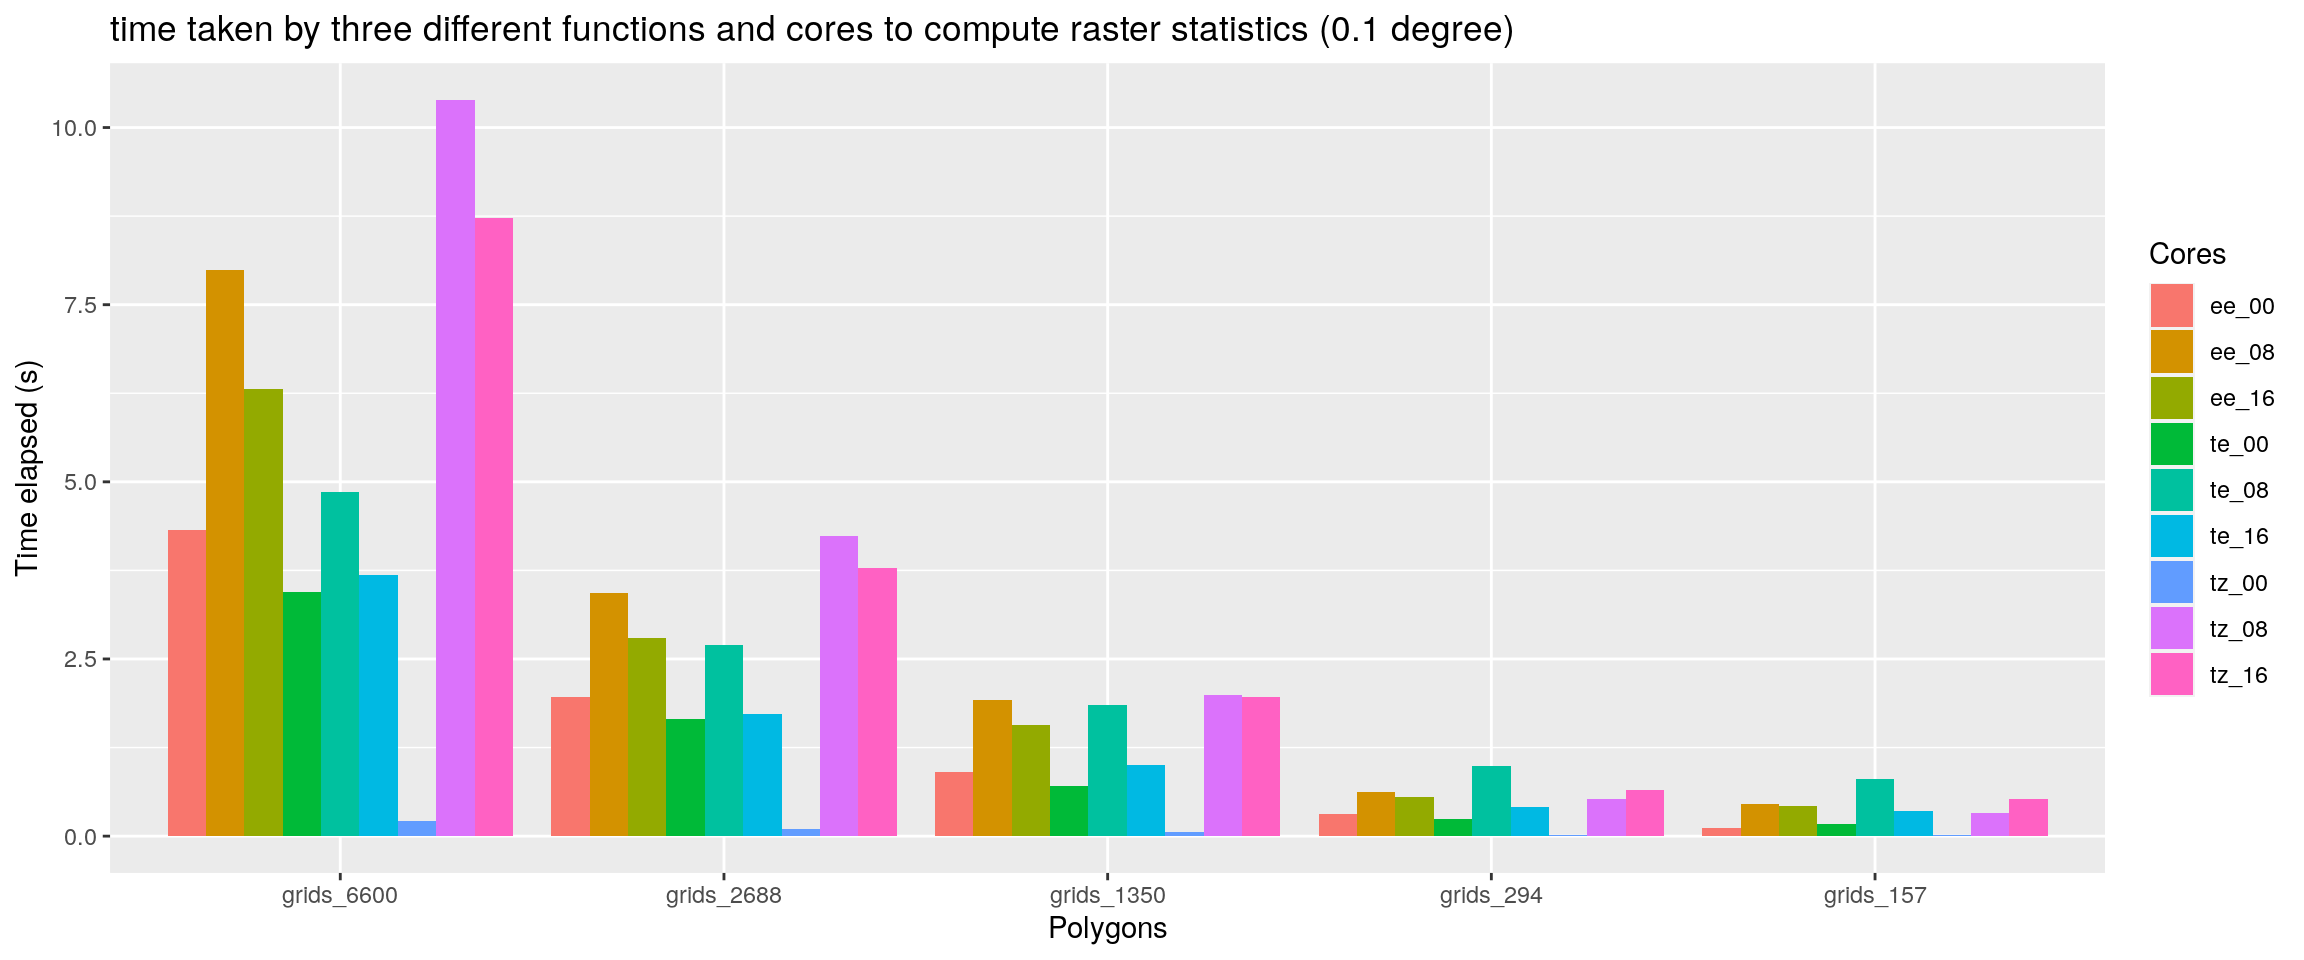 time taken by three different functions and cores to compute raster statistics (0.1 degree)
Time elapsed (s)
10.0
7.5
5.0
2.5
0.0
grids_6600
grids_2688
grids_1350
grids_294
grids_157
Polygons
Cores
ee_00
ee_08
ee_16
te_00
te_08
te_16
tz_00
tz_08
tz_16